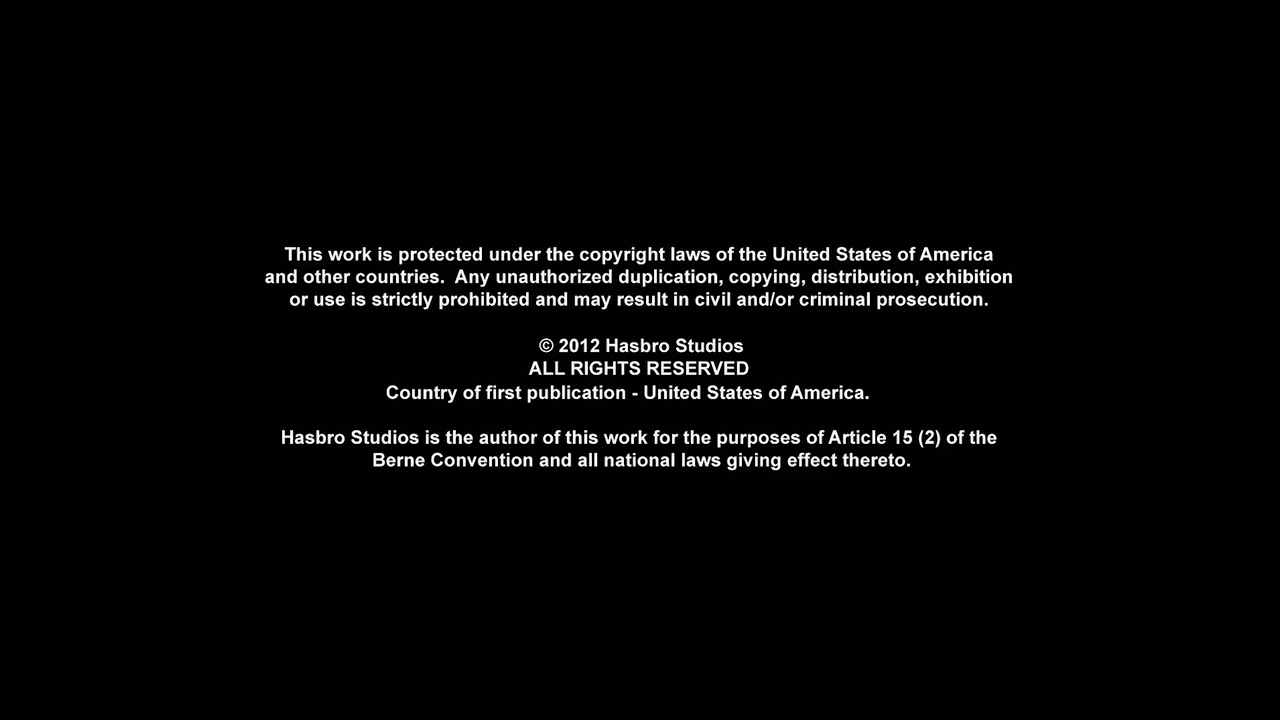 This work is protected under the copyright laws of the United States of America
and other countries.  Any unauthorized duplication, copying, distribution, exhibition
or use is strictly prohibited and may result in civil and/or criminal prosecution.
© 2012 Hasbro Studios
ALL RIGHTS RESERVED
Country of first publication - United States of America.
Hasbro Studios is the author of this work for the purposes of Article 15 (2) of the
Berne Convention and all national laws giving effect thereto.